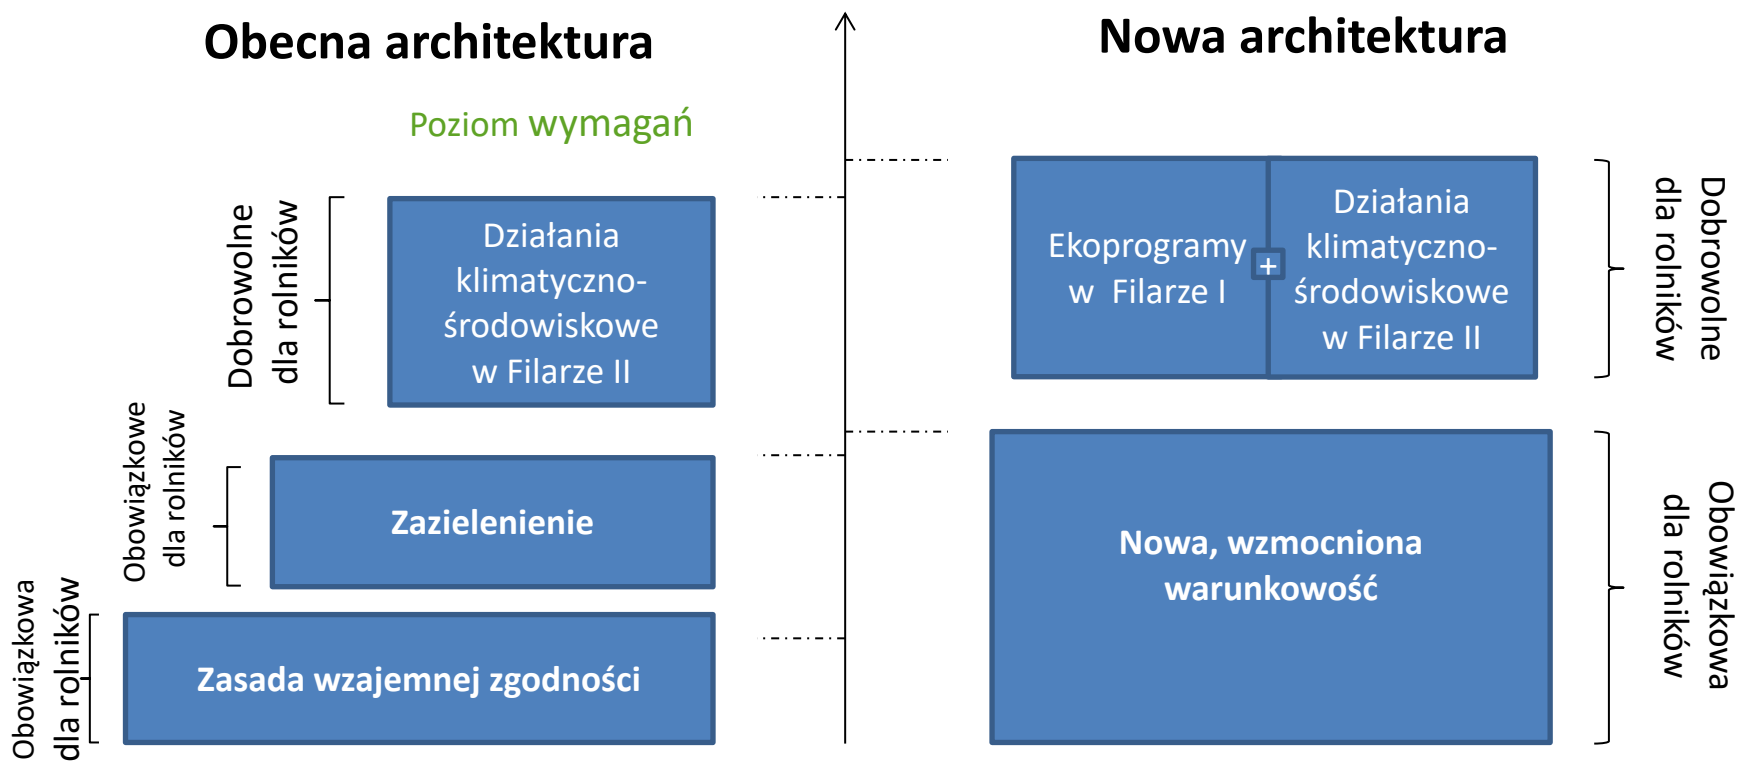 Obecna architektura
Nowa architektura
Poziom wymagań
Dobrowolne
dla rolników
Działania
klimatyczno-
środowiskowe
w Filarze II
Obowiązkowe
dla rolników
Zazielenienie
Obowiązkowa
dla rolników
Zasada wzajemnej zgodności
Ekoprogramy
w Filarze I
+
Działania
klimatyczno-
środowiskowe
w Filarze II
Dobrowolne
dla rolników
Nowa, wzmocniona
warunkowość
Obowiązkowa
dla rolników